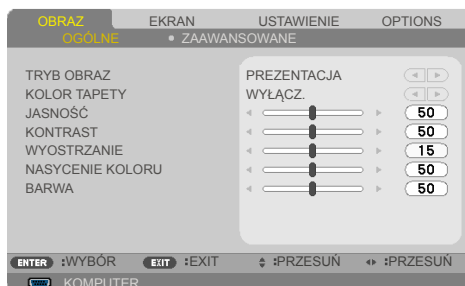 OBRAZ EKRAN USTAWIENIE OPTIONS
OGÓLNE • ZAAWANSOWANE
TRYB OBRAZ PREZENTACJA
KOLOR TAPETY WYŁĄCZ.
JASNOŚĆ 50
KONTRAST 50
WYOSTRZANIE 15
NASYCENIE KOLORU 50
BARWA 50
ENTER :WYBÓR EXIT :EXIT :PRZESUŃ :PRZESUŃ
KOMPUTER